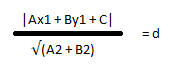 |Ax1 + By1 + C|
= d
√(A2 + B2)